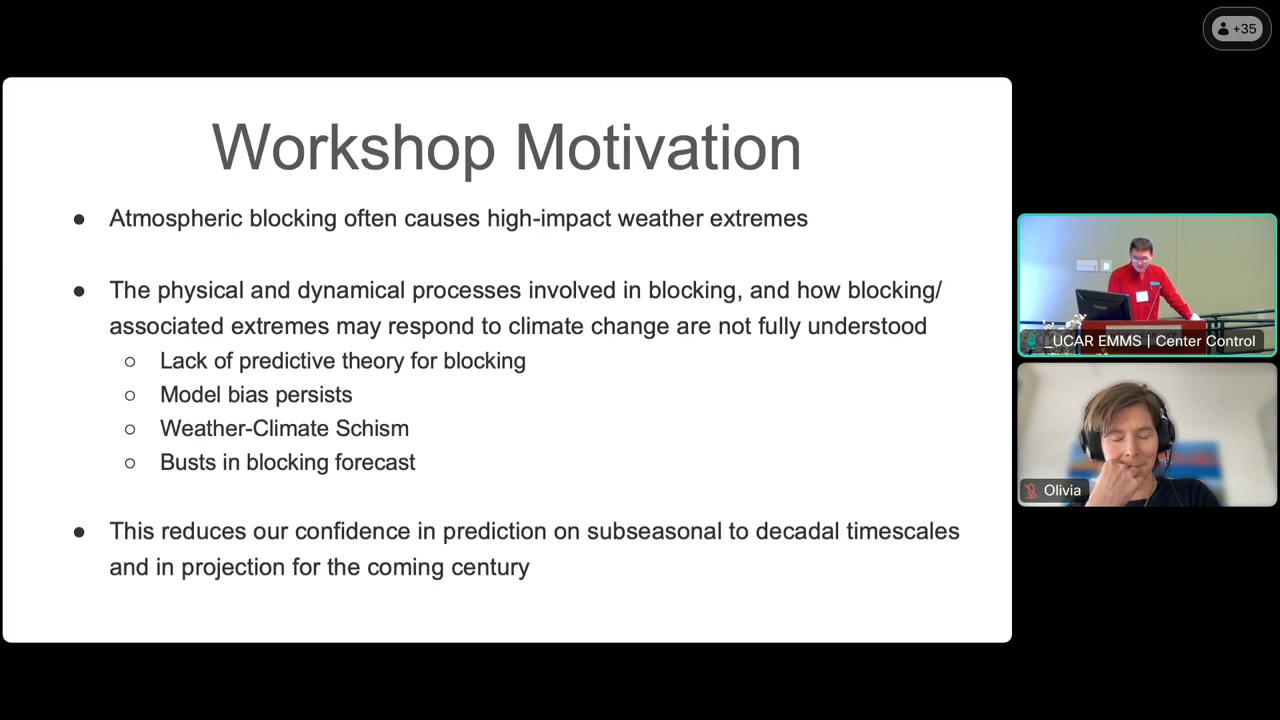 +35
Workshop Motivation
● Atmospheric blocking often causes high-impact weather extremes
● The physical and dynamical processes involved in blocking, and how blocking/
associated extremes may respond to climate change are not fully understood
○ Lack of predictive theory for blocking
○ Model bias persists
○ Weather-Climate Schism
○ Busts in blocking forecast
● This reduces our confidence in prediction on subseasonal to decadal timescales
and in projection for the coming century
_UCAR EMMS | Center Control
Olivia